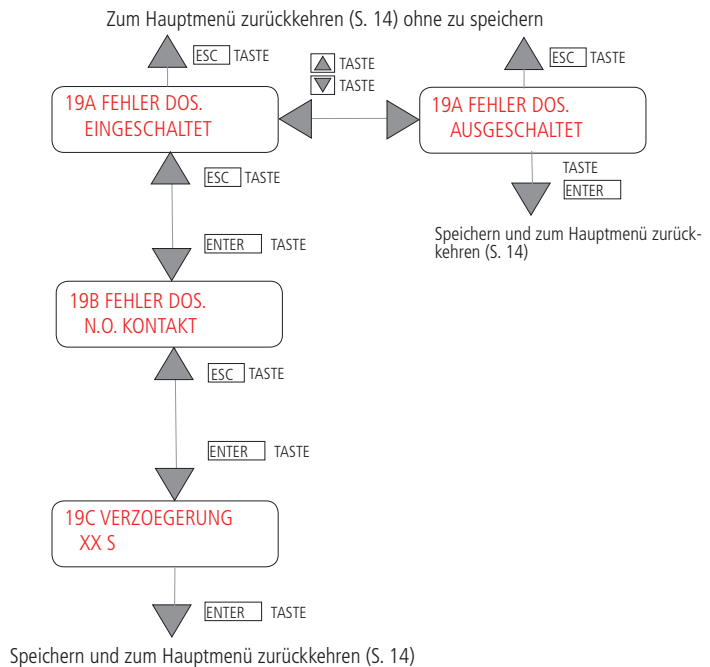 Zum Hauptmenü zurückkehren (S. 14) ohne zu speichern
ESC TASTE
TASTE
TASTE
ESC TASTE
19A FEHLER DOS.
EINGESCHALTET
19A FEHLER DOS.
AUSGESCHALTET
ESC TASTE
TASTE
ENTER
ENTER TASTE
Speichern und zum Hauptmenü zurück-
kehren (S. 14)
19B FEHLER DOS.
N.O. KONTAKT
ESC TASTE
ENTER TASTE
19C VERZOEGERUNG
XX S
ENTER TASTE
Speichern und zum Hauptmenü zurückkehren (S. 14)